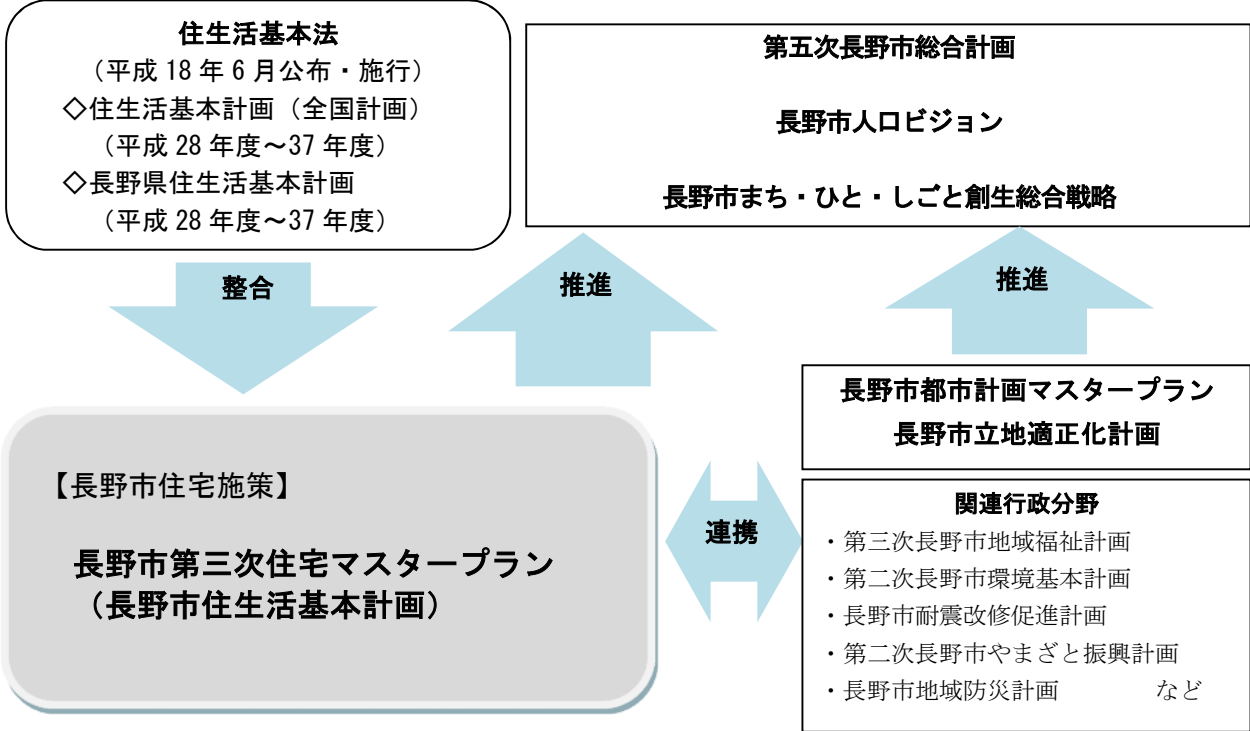 住生活基本法
（平成 18 年 6 月公布・施行）
◇住生活基本計画（全国計画）
（平成 28 年度～37 年度）
◇長野県住生活基本計画
（平成 28 年度～37 年度）
第五次長野市総合計画
長野市人口ビジョン
長野市まち・ひと・しごと創生総合戦略
整合
推進
推進
長野市都市計画マスタープラン
長野市立地適正化計画
【長野市住宅施策】
長野市第三次住宅マスタープラン
（長野市住生活基本計画）
連携
関連行政分野
・第三次長野市地域福祉計画
・第二次長野市環境基本計画
・長野市耐震改修促進計画
・第二次長野市やまざと振興計画
・長野市地域防災計画　　　など